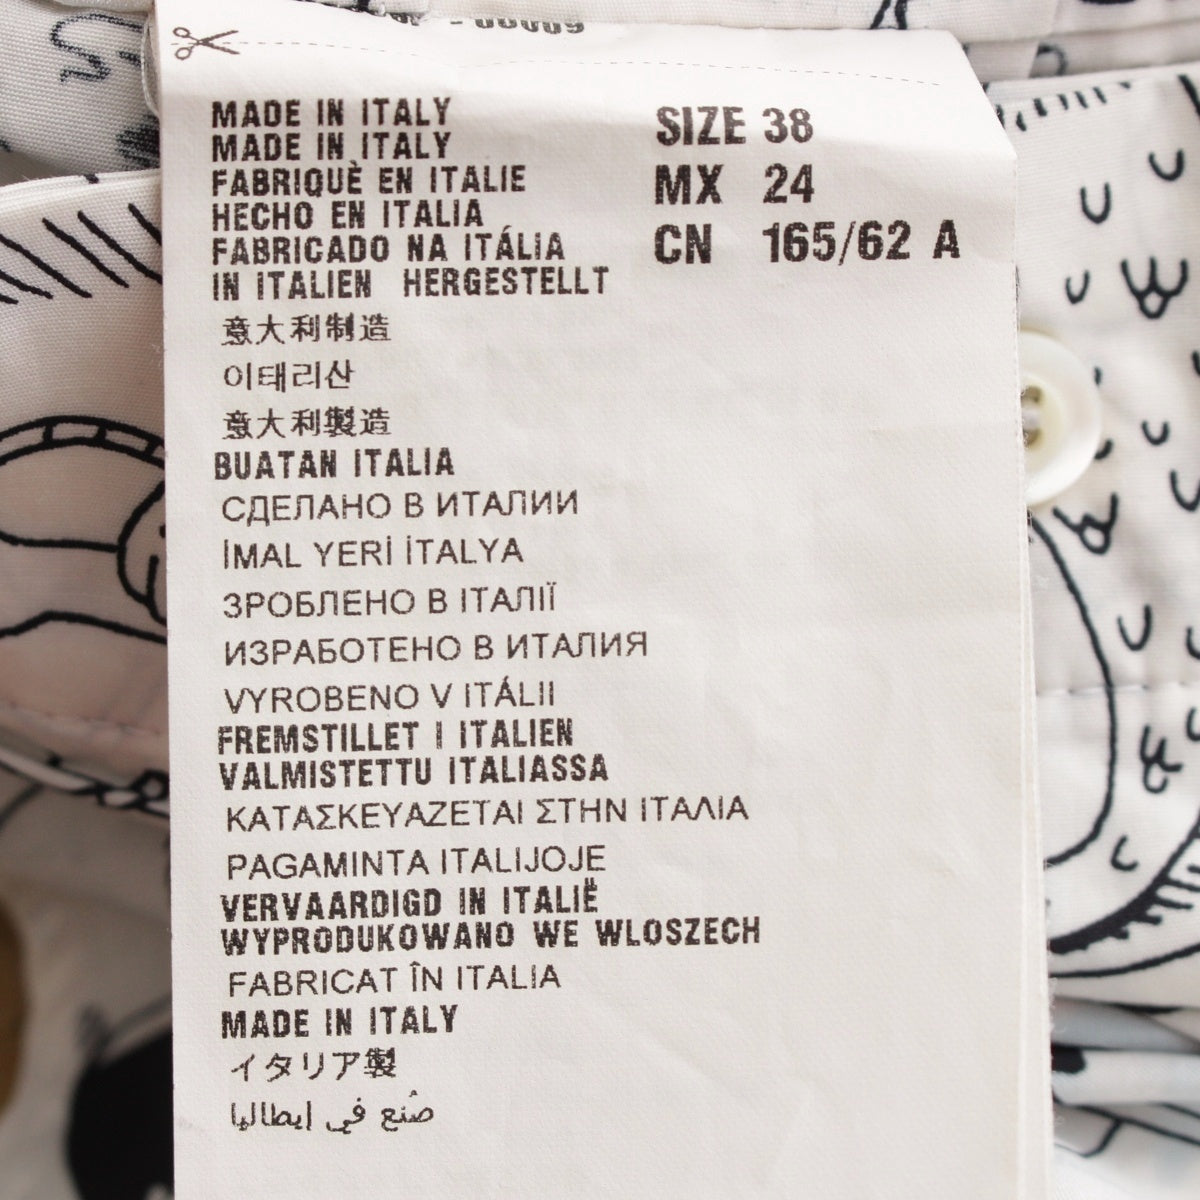 MADE IN ITALY
MADE IN ITALY
FABRIQUÈ EN ITALIE
HECHO EN ITALIA
FABRICADO NA ITÁLIA
IN ITALIEN HERGESTELLT
意大利制造
이태리산
意大利製造
BUATAN ITALIA
СДЕЛАНО В ИТАЛИИ
İMAL YERİ İTALYA
ЗРОБЛЕНО В ІТАЛІЇ
ИЗРАБОТЕНО В ИТАЛИЯ
VYROBENO V ITÁLII
FREMSTILLET I ITALIEN
VALMISTETTU ITALIASSA
ΚΑΤΑΣΚΕΥΑΖΕΤΑΙ ΣΤΗΝ ΙΤΑΛΙΑ
PAGAMINTA ITALIJOJE
VERVAARDIGD IN ITALIË
WYPRODUKOWANO WE WLOSZECH
FABRICAT ÎN ITALIA
MADE IN ITALY
イタリア製
صُنع في إيطاليا
SIZE 38
MX 24
CN 165/62 A